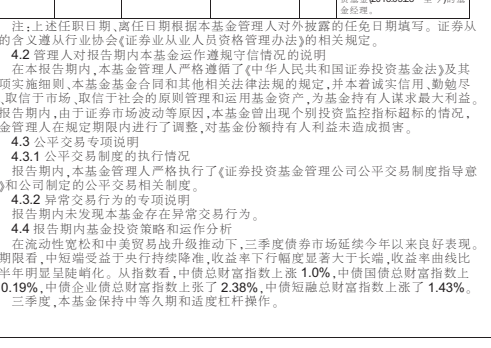 金经理。
注:上述任职日期、离任日期根据本基金管理人对外披露的任免日期填写。证券从
的含义遵从行业协会《证券业从业人员资格管理办法》的相关规定。
4.2 管理人对报告期内本基金运作遵规守信情况的说明
在本报告期内,本基金管理人严格遵循了《中华人民共和国证券投资基金法》及其
项实施细则、本基金基金合同和其他相关法律法规的规定,并本着诚实信用、勤勉尽
、取信于市场、取信于社会的原则管理和运用基金资产,为基金持有人谋求最大利益。
报告期内,由于证券市场波动等原因,本基金曾出现个别投资监控指标超标的情况,
金管理人在规定期限内进行了调整,对基金份额持有人利益未造成损害。
4.3 公平交易专项说明
4.3.1 公平交易制度的执行情况
报告期内,本基金管理人严格执行了《证券投资基金管理公司公平交易制度指导意
》和公司制定的公平交易相关制度。
4.3.2 异常交易行为的专项说明
报告期内未发现本基金存在异常交易行为。
4.4 报告期内基金投资策略和运作分析
在流动性宽松和中美贸易战升级推动下,三季度债券市场延续今年以来良好表现。
期限看,中短端受益于央行持续降准,收益率下行幅度显著大于长端,收益率曲线比
半年明显呈陡峭化。从指数看,中债总财富指数上涨 1.0%,中债国债总财富指数上
0.19%,中债企业债总财富指数上张了 2.38%,中债短融总财富指数上涨了 1.43%。
三季度,本基金保持中等久期和适度杠杆操作。